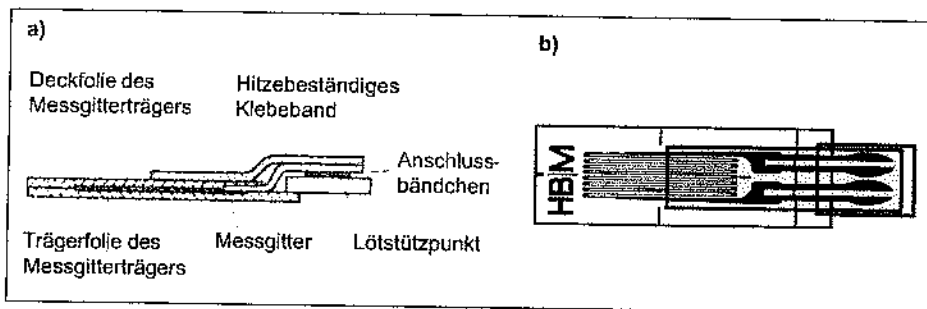 a)
Deckfolie des
Messgitterträgers
Hitzebeständiges
Klebeband
Anschluss-
bändchen
Trägerfolie des
Messgitterträgers
Messgitter
Lötstützpunkt
b)
HBM